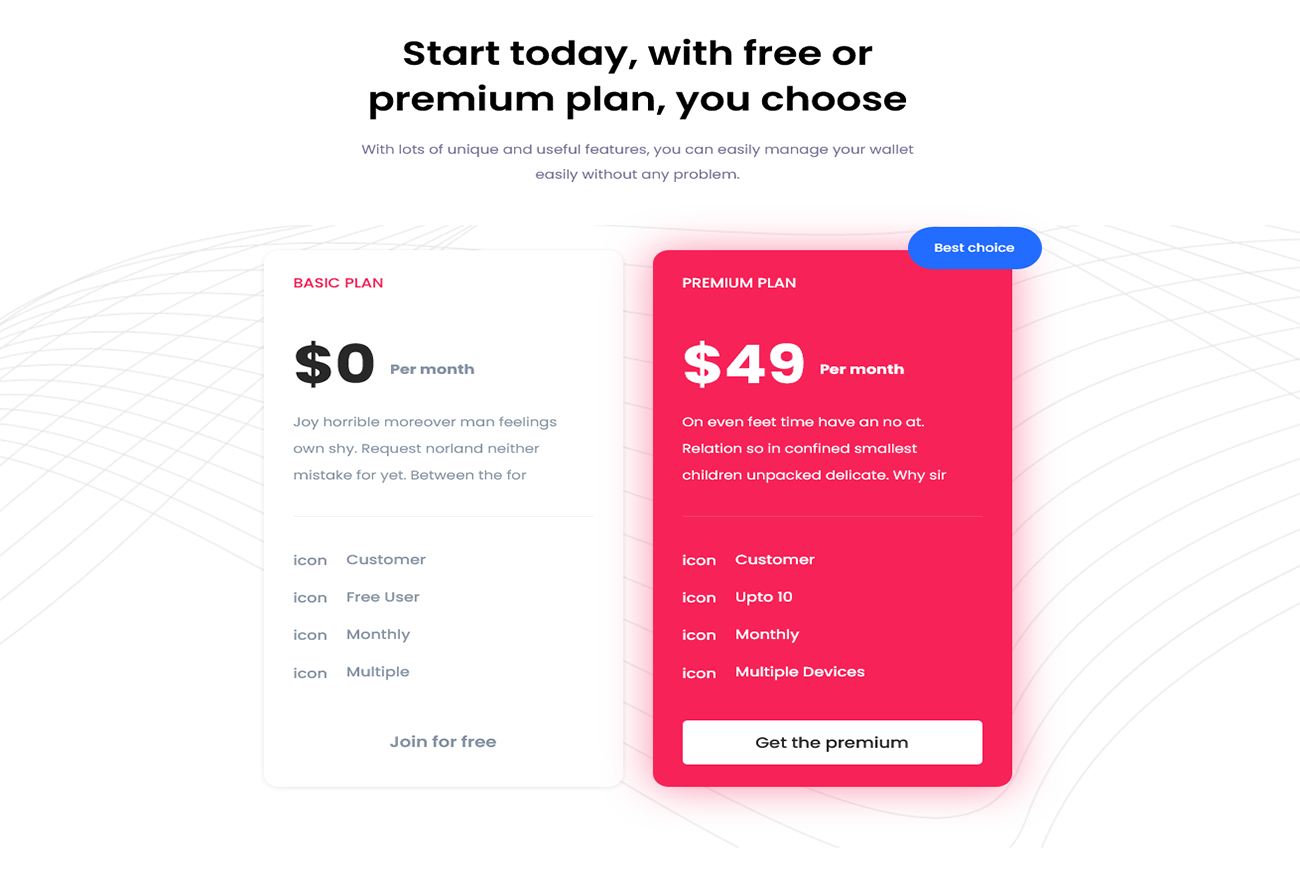 Start today, with free or
premium plan, you choose
With lots of unique and useful features, you can easily manage your wallet
easily without any problem.
BASIC PLAN
$0 Per month
Joy horrible moreover man feelings
own shy. Request norland neither
mistake for yet. Between the for
icon Customer
icon Free User
icon Monthly
icon Multiple
Join for free
Best choice
PREMIUM PLAN
$49 Per month
On even feet time have an no at.
Relation so in confined smallest
children unpacked delicate. Why sir
icon Customer
icon Upto 10
icon Monthly
icon Multiple Devices
Get the premium